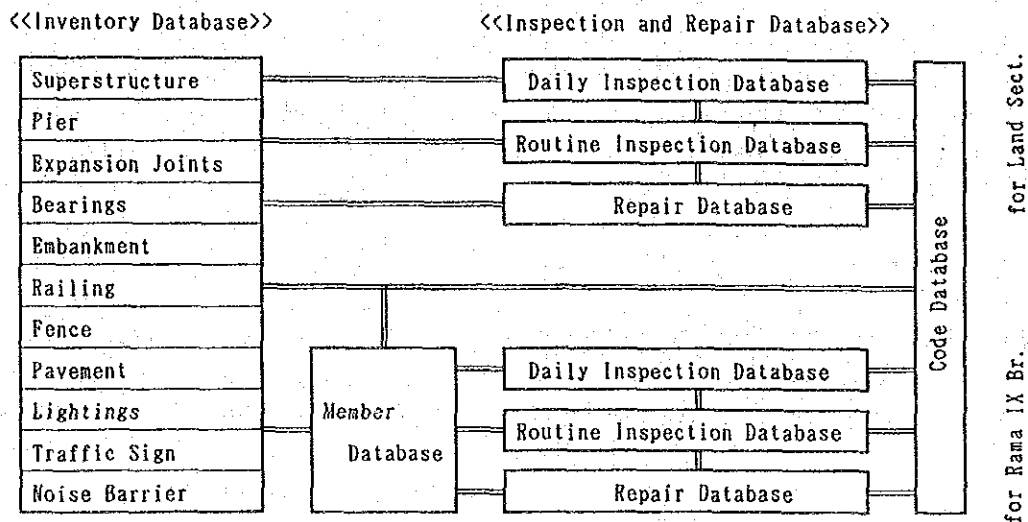 <<Inventory Database>>
<<Inspection and Repair Database>>
Superstructure
Pier
Expansion Joints
Bearings
Embankment
Railing
Fence
Pavement
Lightings
Traffic Sign
Noise Barrier
Member
Database
Daily Inspection Database
Routine Inspection Database
Repair Database
Daily Inspection Database
Routine Inspection Database
Repair Database
Code Database
for Land Sect.
for Rama IX Br.